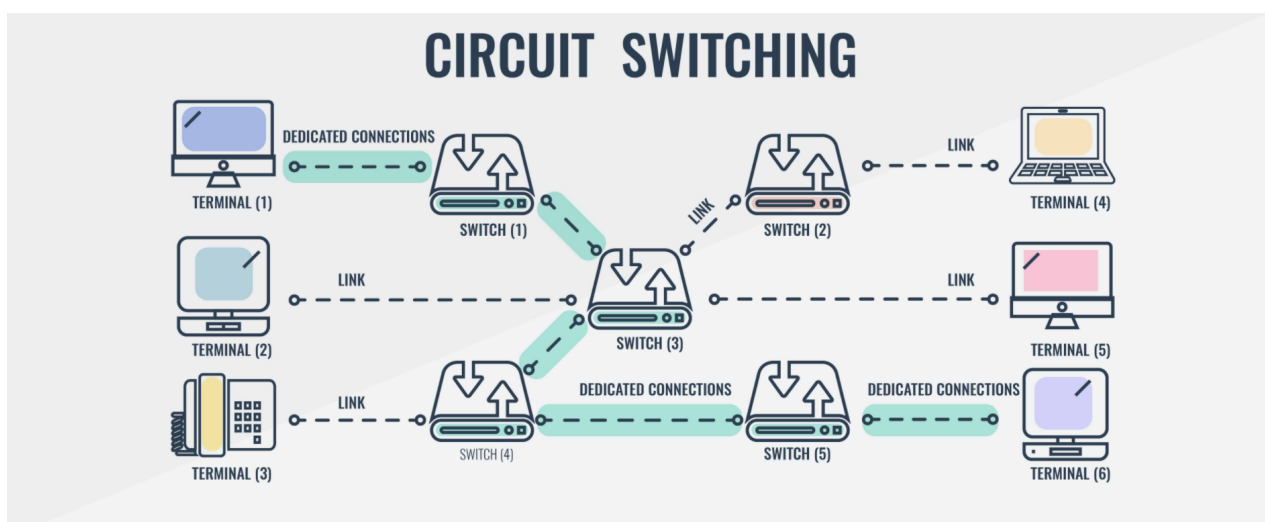 CIRCUIT SWITCHING
DEDICATED CONNECTIONS
LINK
TERMINAL (1)
SWITCH (1)
LINK
SWITCH (2)
TERMINAL (4)
LINK
LINK
TERMINAL (2)
SWITCH (3)
TERMINAL (5)
LINK
DEDICATED CONNECTIONS
DEDICATED CONNECTIONS
TERMINAL (3)
SWITCH (4)
SWITCH (5)
TERMINAL (6)